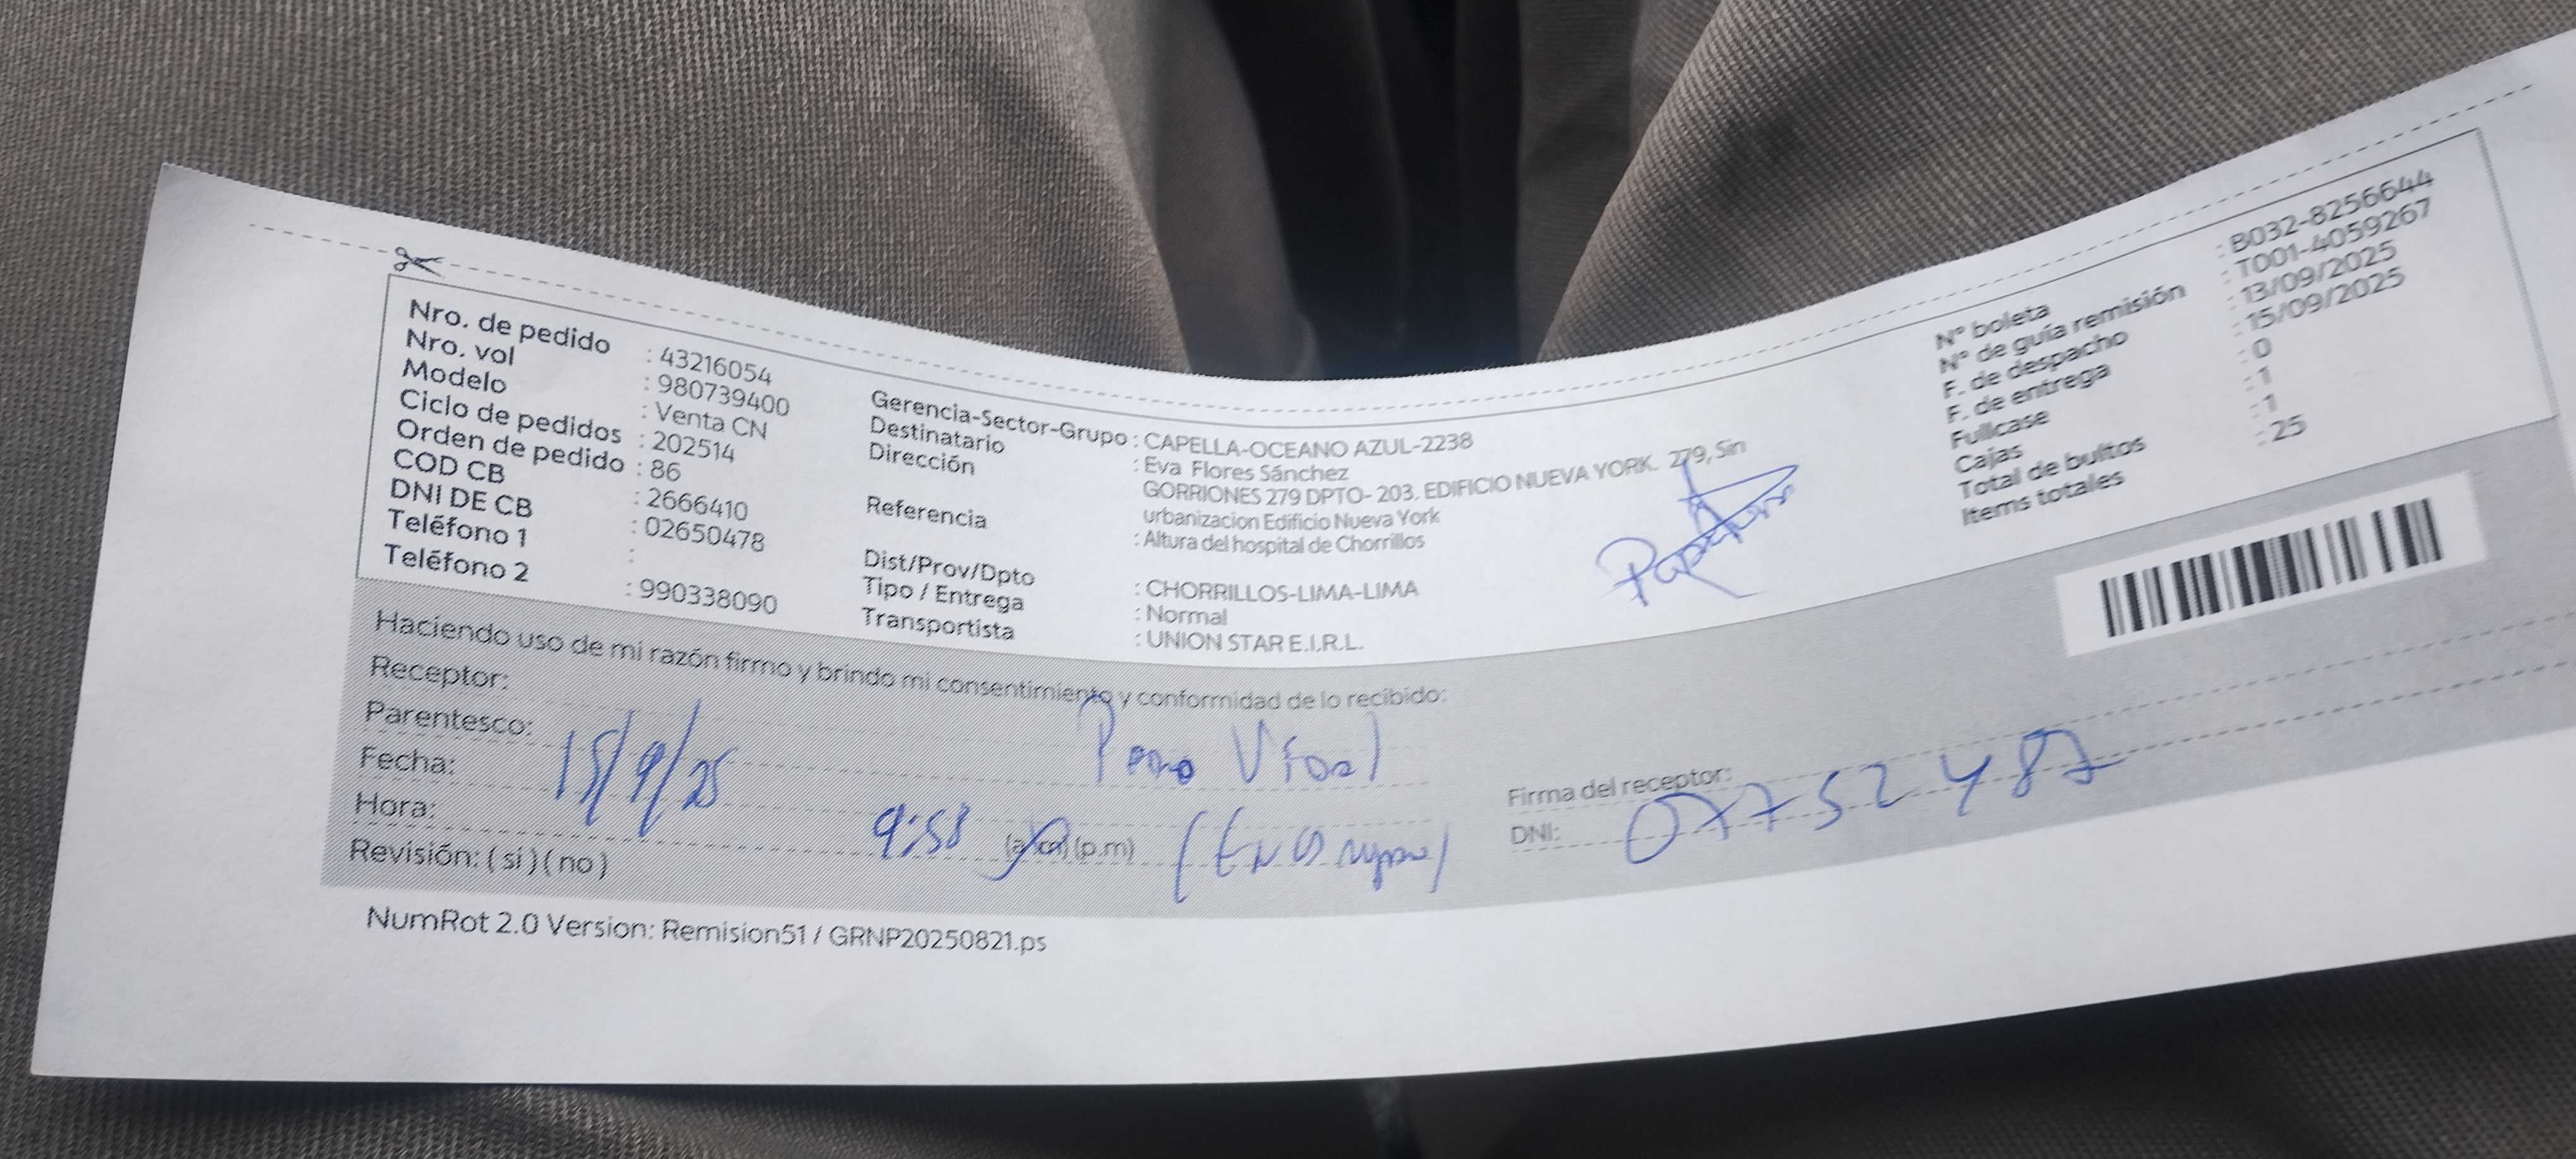 Nro. de pedido : 43216054
Nro. vol : 980739400
Modelo : Venta CN
Ciclo de pedidos : 202514
Orden de pedido : 86
COD CB : 2666410
DNI DE CB : 02650478
Teléfono 1 :
Teléfono 2 : 990338090
Gerencia-Sector-Grupo : CAPELLA-OCEANO AZUL-2238
Destinatario : Eva Flores Sánchez
Dirección GORRIONES 279 DPTO- 203. EDIFICIO NUEVA YORK. 279, Sin
urbanizacion Edificio Nueva York
Referencia : Altura del hospital de Chorrillos
Dist/Prov/Dpto : CHORRILLOS-LIMA-LIMA
Tipo / Entrega : Normal
Transportista : UNION STAR E.I.R.L.
N° boleta : B032-8256644
N° de guía remisión : T001-4059267
F. de despacho : 13/09/2025
F. de entrega : 15/09/2025
Fullcase : 0
Cajas : 1
Total de bultos : 1
Items totales : 25
Haciendo uso de mi razón firmo y brindo mi consentimiento y conformidad de lo recibido:
Receptor:
Parentesco:
Fecha: 15/9/25
Hora: 9:58 (a.m) (p.m)
Revisión: ( si ) ( no )
Firma del receptor:
DNI: 07752487
NumRot 2.0 Version: Remision51 / GRNP20250821.ps